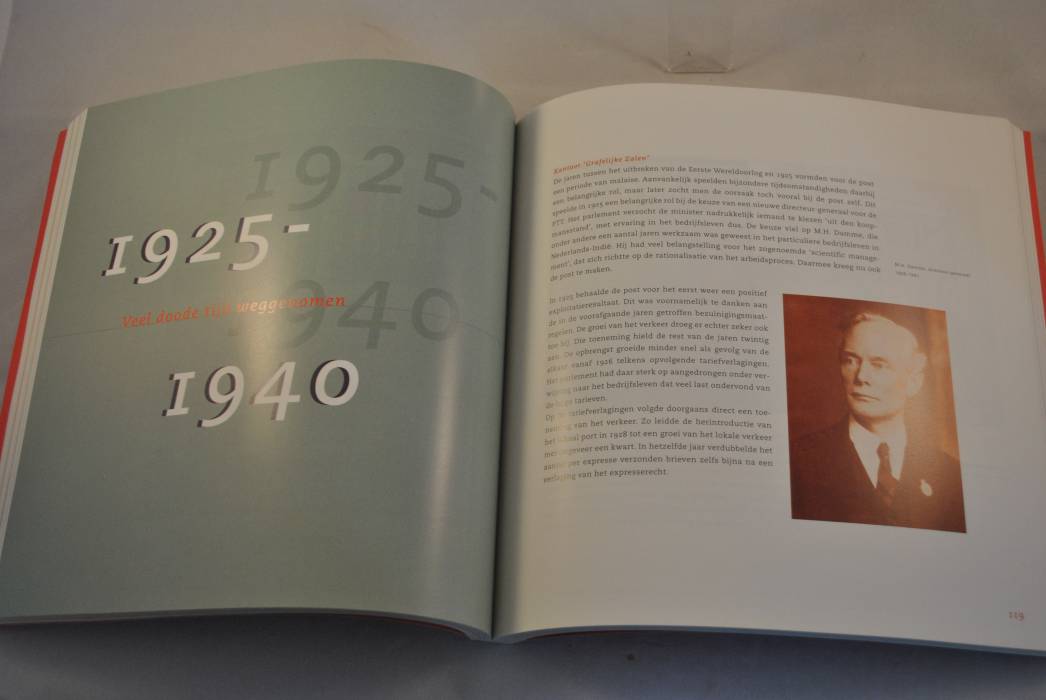 1925-
1925-
Veel doode tijd weggenomen
1940
1940
Kantoor 'Grafelijke Zalen'
De jaren tussen het uitbreken van de Eerste Wereldoorlog en 1925 vormden voor de post
een periode van malaise. Aanvankelijk speelden bijzondere tijdsomstandigheden daarbij
een belangrijke rol, maar later zocht men de oorzaak toch vooral bij de post self. Dit
speelde in 1925 een belangrijke rol bij de keuze van een nieuwe directeur-generaal voor de
PTT. Het parlement verzocht de minister nadrukkelijk iemand te kiezen 'uit den koop-
manestand', met ervaring in het bedrijfsleven dus. De keuze viel op M.H. Damme, die
onder andere een aantal jaren werkzaam was geweest in het particuliere bedrijfsleven in
Nederlands-Indië. Hij had veel belangstelling voor het zogenoemde 'scientific manage-
ment', dat zich richtte op de rationalisatie van het arbeidsproces. Daarmee kreeg nu ook
de post te maken.
In 1925 behaalde de post voor het eerst weer een positief
exploitatieresultaat. Dit was voornamelijk te danken aan
de in de voorafgaande jaren getroffen bezuinigingsmaat-
regelen. De groei van het verkeer droeg er echter zeker ook
toe bij. Die toeneming hield de rest van de jaren twintig
aan. De opbrengst groeide minder snel als gevolg van de
elkaar vanaf 1926 telkens opvolgende tariefverlagingen.
Het parlement had daar sterk op aangedrongen onder ver-
wijzing naar het bedrijfsleven dat veel last ondervond van
de hoge tarieven.
Op de tariefverlagingen volgde doorgaans direct een toe-
neming van het verkeer. Zo leidde de herintroductie van
het lokaal port in 1928 tot een groei van het lokale verkeer
met ongeveer een kwart. In hetzelfde jaar verdubbelde het
aantal per expresse verzonden brieven zelfs bijna na een
verlaging van het expresserecht.
M.H. Damme, directeur-generaal
119